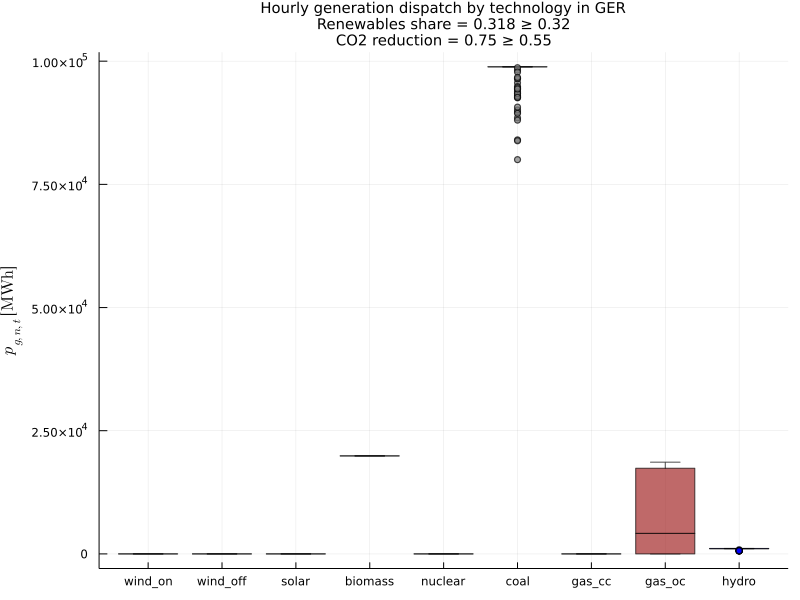 Hourly generation dispatch by technology in GER
Renewables share = 0.318 ≥ 0.32
CO2 reduction = 0.75 ≥ 0.55
1.00×10⁵
7.50×10⁴
5.00×10⁴
2.50×10⁴
0
p_{g,n,t} [MWh]
wind_on wind_off solar biomass nuclear coal gas_cc gas_oc hydro